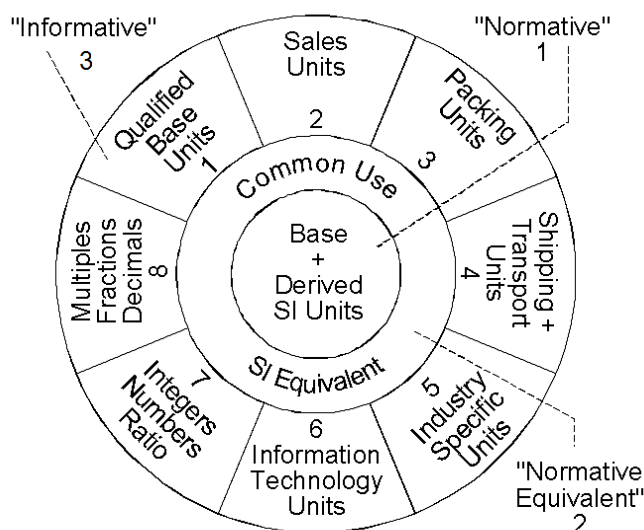 "Informative"
3
"Normative"
1
Qualified
Base
Units
1
Sales
Units
2
Packing
Units
3
Shipping +
Transport
Units
4
5
Industry
Specific
Units
6
Information
Technology
Units
7
Integers
Numbers
Ratio
Multiples
Fractions
Decimals
8
Common Use
Base
+
Derived
SI Units
SI Equivalent
"Normative
Equivalent"
2